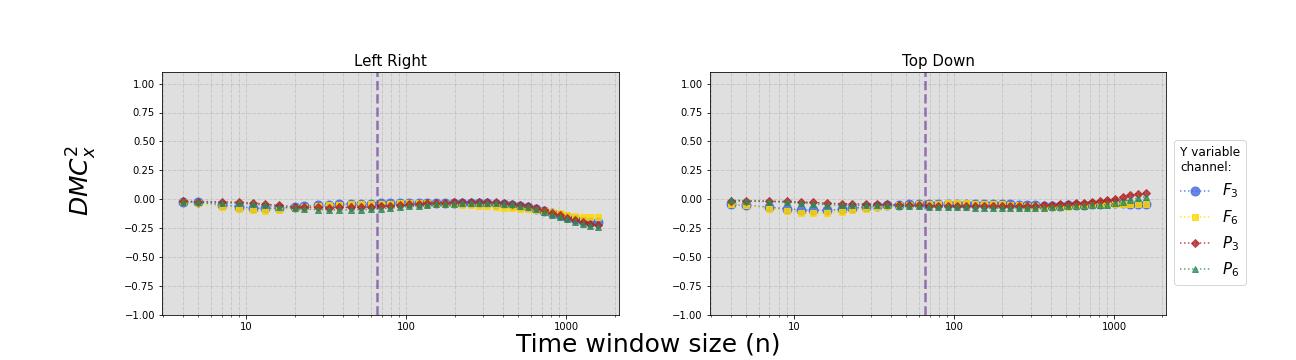 Left Right
Top Down
1.00
0.75
0.50
0.25
0.00
−0.25
−0.50
−0.75
−1.00
10
100
1000
1.00
0.75
0.50
0.25
0.00
−0.25
−0.50
−0.75
−1.00
10
100
1000
DMC²ₓ
Time window size (n)
Y variable
channel:
F₃
F₆
P₃
P₆